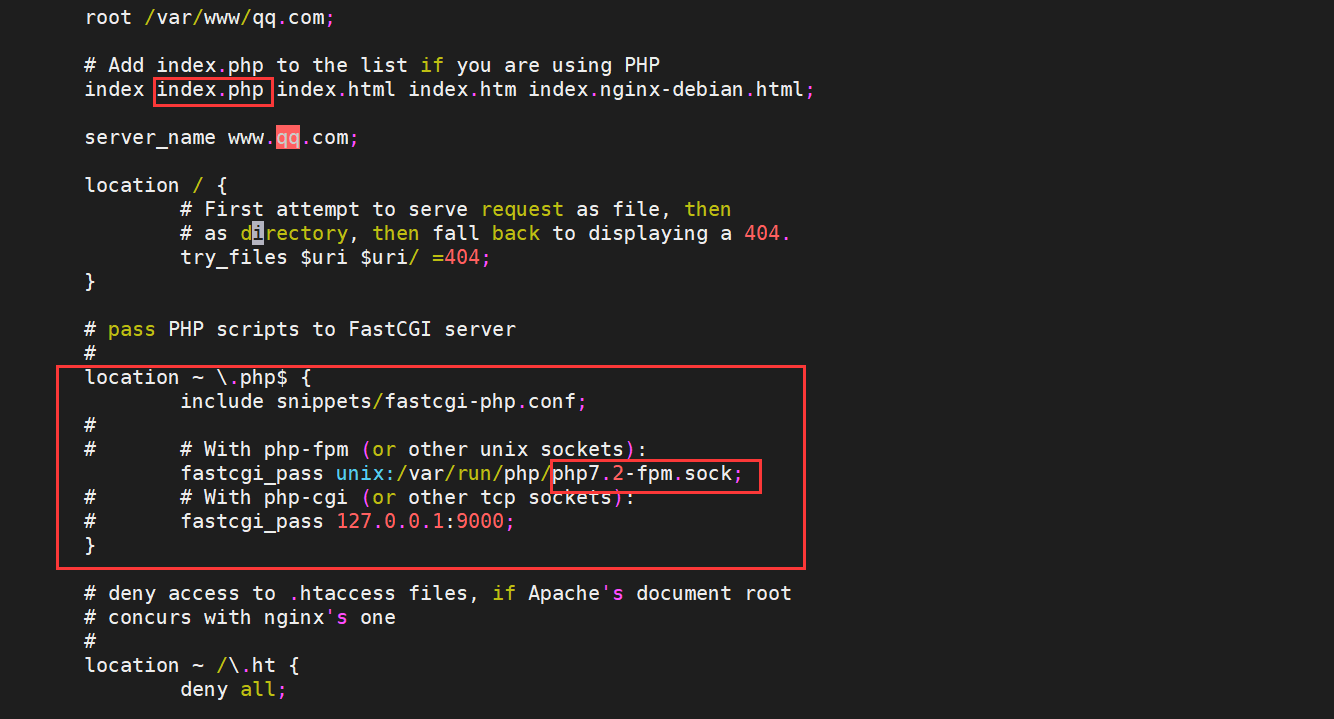 root /var/www/qq.com;
# Add index.php to the list if you are using PHP
index index.php index.html index.htm index.nginx-debian.html;
server_name www.qq.com;
location / {
# First attempt to serve request as file, then
# as directory, then fall back to displaying a 404.
try_files $uri $uri/ =404;
}
# pass PHP scripts to FastCGI server
#
location ~ \.php$ {
include snippets/fastcgi-php.conf;
#
# # With php-fpm (or other unix sockets):
fastcgi_pass unix:/var/run/php/php7.2-fpm.sock;
# # With php-cgi (or other tcp sockets):
# fastcgi_pass 127.0.0.1:9000;
}
# deny access to .htaccess files, if Apache's document root
# concurs with nginx's one
#
location ~ /\.ht {
deny all;